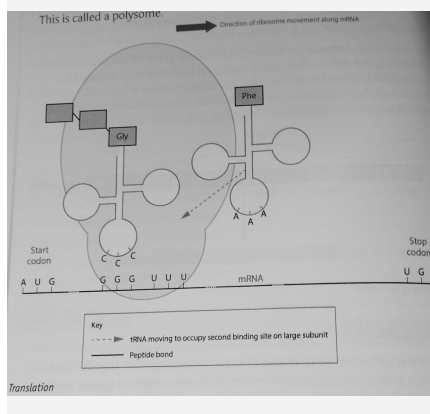 This is called a polysome.
Direction of ribosome movement along mRNA
Phe
Gly
A A A
C C C
Start
codon
Stop
codon
A U G
G G G U U U
mRNA
U G
Key
tRNA moving to occupy second binding site on large subunit
Peptide bond
Translation